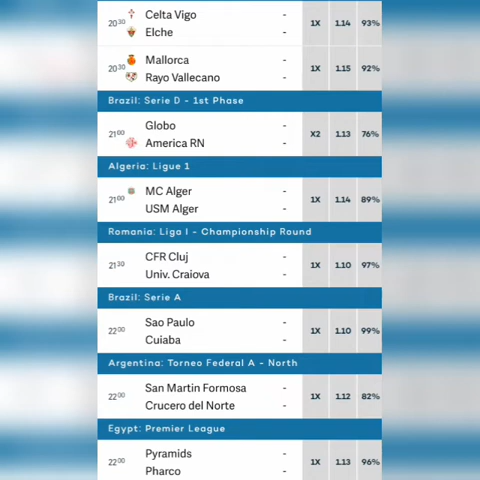 20 30 Celta Vigo - 1X 1.14 93%
Elche -
20 30 Mallorca - 1X 1.15 92%
Rayo Vallecano -
Brazil: Serie D - 1st Phase
21 00 Globo - X2 1.13 76%
America RN -
Algeria: Ligue 1
21 00 MC Alger - 1X 1.14 89%
USM Alger -
Romania: Liga I - Championship Round
21 30 CFR Cluj - 1X 1.10 97%
Univ. Craiova -
Brazil: Serie A
22 00 Sao Paulo - 1X 1.10 99%
Cuiaba -
Argentina: Torneo Federal A - North
22 00 San Martin Formosa - 1X 1.12 82%
Crucero del Norte -
Egypt: Premier League
22 00 Pyramids - 1X 1.13 96%
Pharco -